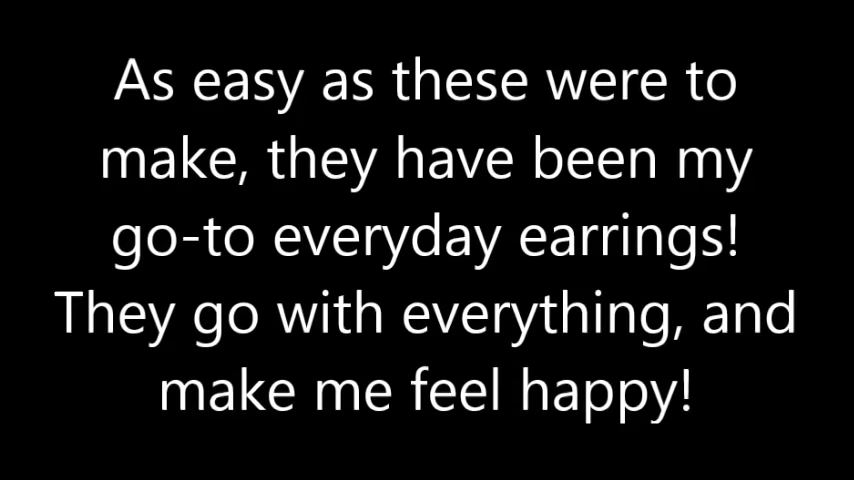 As easy as these were to
make, they have been my
go-to everyday earrings!
They go with everything, and
make me feel happy!